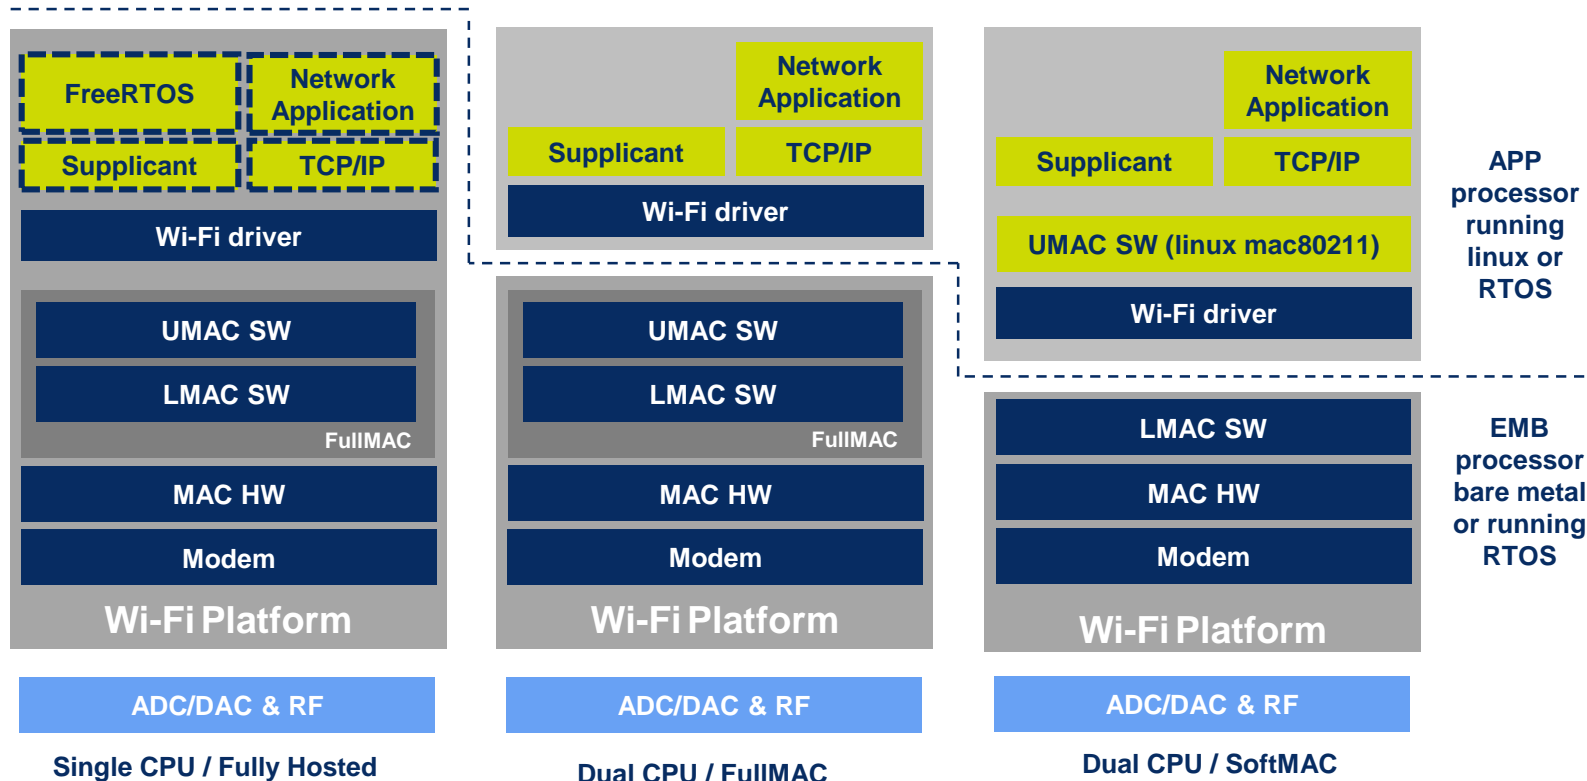 FreeRTOS
Network
Application
Supplicant
TCP/IP
Wi-Fi driver
UMAC SW
LMAC SW
FullMAC
MAC HW
Modem
Wi-Fi Platform
ADC/DAC & RF
Single CPU / Fully Hosted
Network
Application
Supplicant
TCP/IP
Wi-Fi driver
UMAC SW
LMAC SW
FullMAC
MAC HW
Modem
Wi-Fi Platform
ADC/DAC & RF
Dual CPU / FullMAC
Network
Application
Supplicant
TCP/IP
UMAC SW (linux mac80211)
Wi-Fi driver
LMAC SW
MAC HW
Modem
Wi-Fi Platform
ADC/DAC & RF
Dual CPU / SoftMAC
APP
processor
running
linux or
RTOS
EMB
processor
bare metal
or running
RTOS